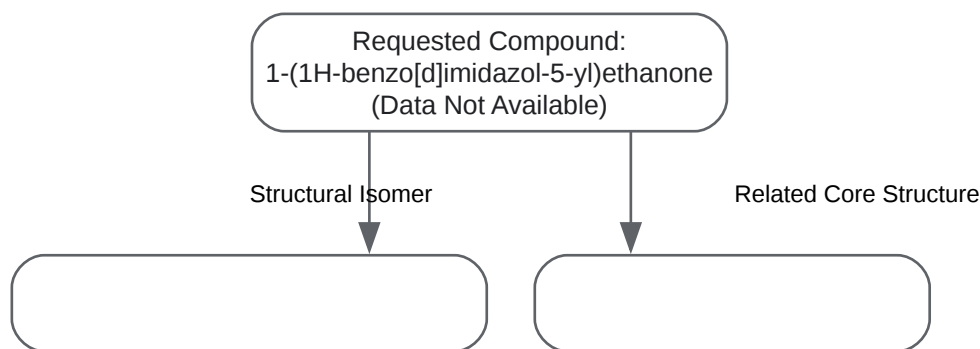 Requested Compound:
1-(1H-benzo[d]imidazol-5-yl)ethanone
(Data Not Available)
Structural Isomer
Related Core Structure